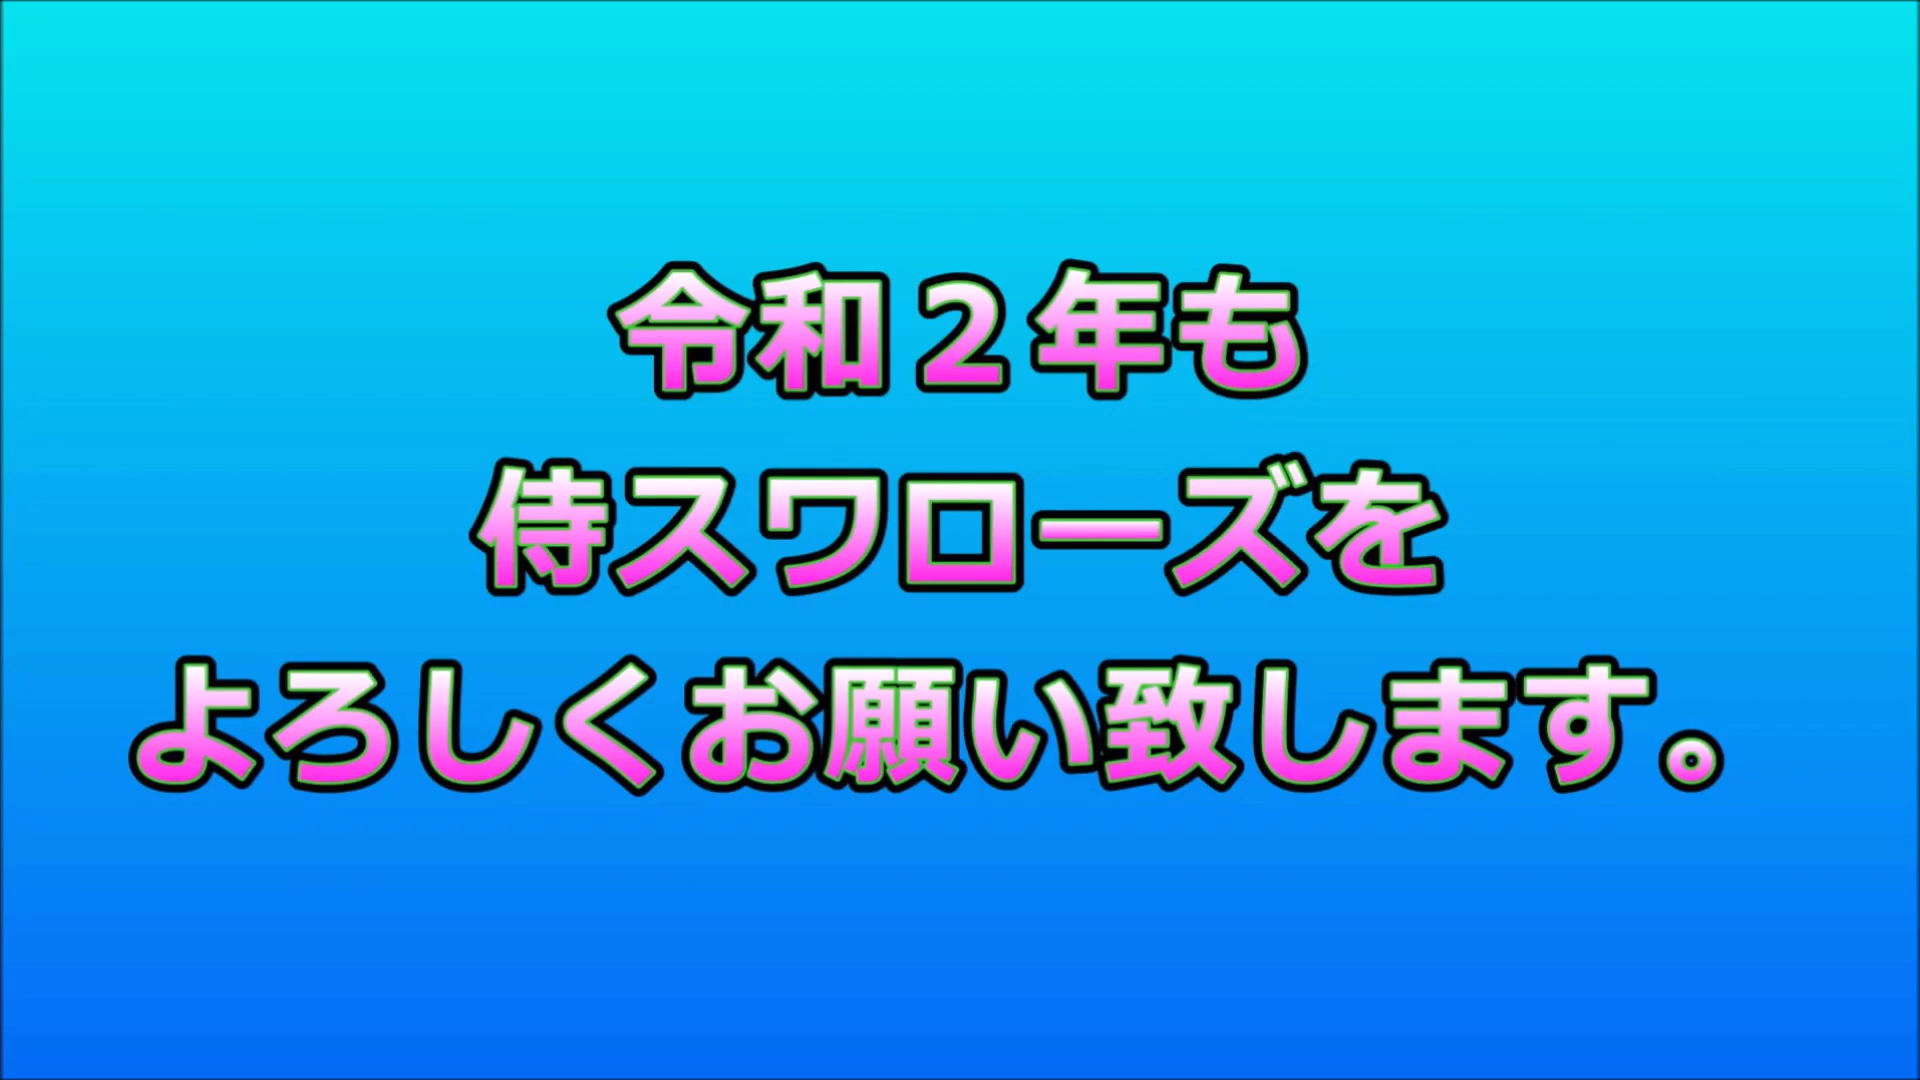 令和２年も
侍スワローズを
よろしくお願い致します。